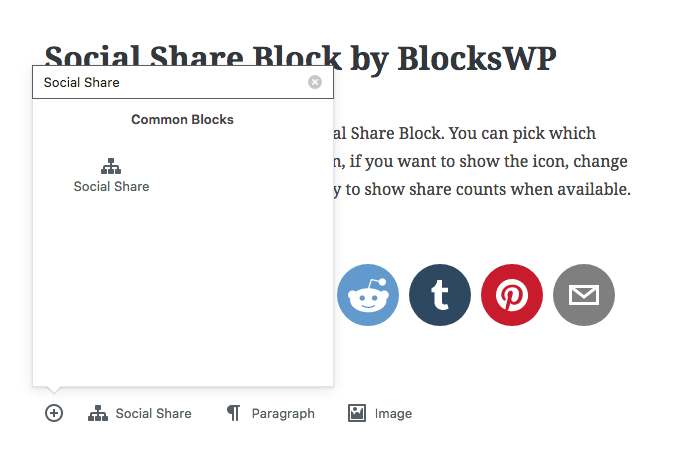 Social Share Block by BlocksWP
Social Share
Common Blocks
Social Share
al Share Block. You can pick which
n, if you want to show the icon, change
y to show share counts when available.
t
Social Share
Paragraph
Image